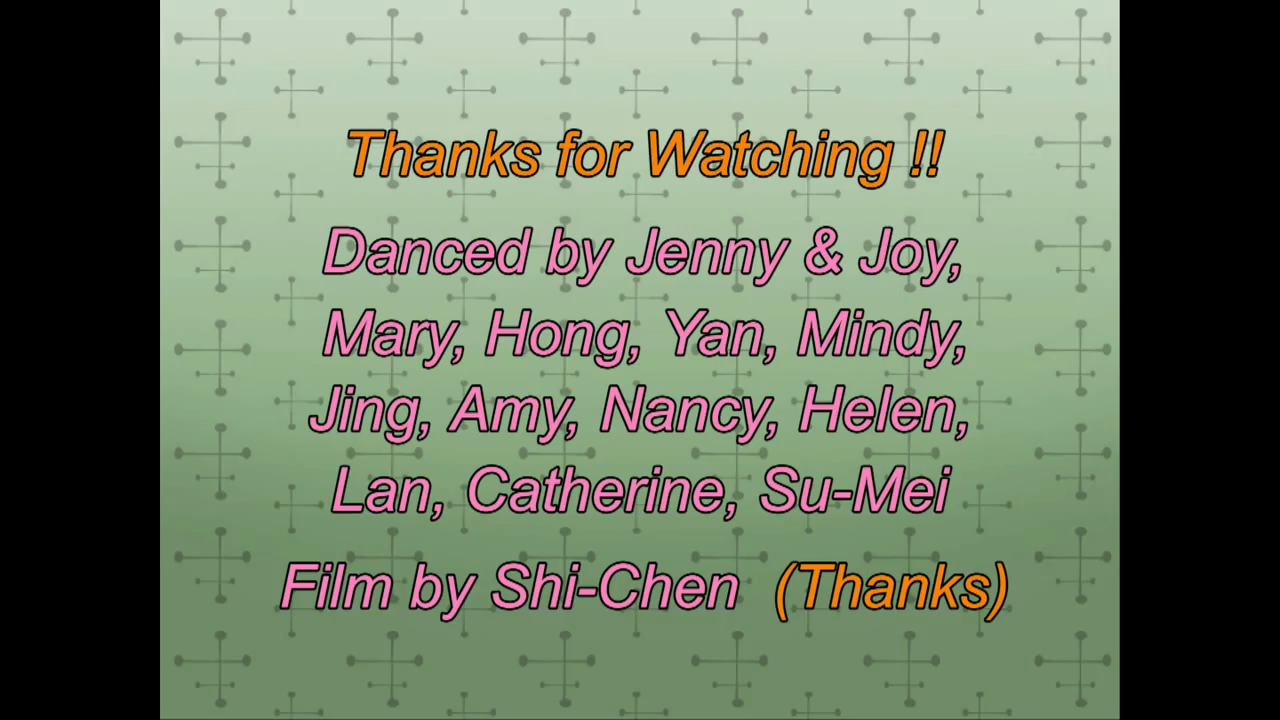 Thanks for Watching !!
Danced by Jenny & Joy,
Mary, Hong, Yan, Mindy,
Jing, Amy, Nancy, Helen,
Lan, Catherine, Su-Mei
Film by Shi-Chen (Thanks)